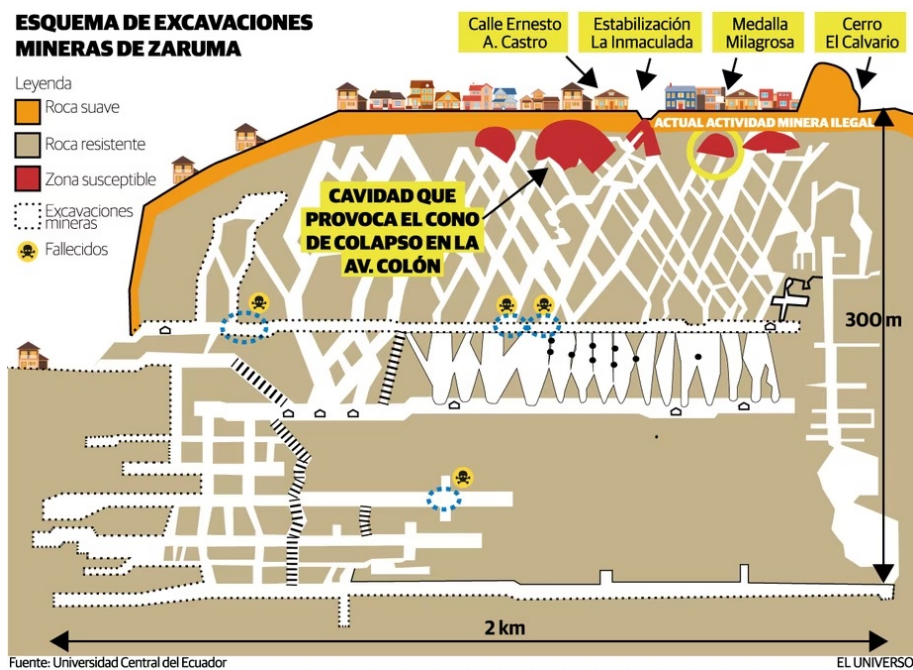 ESQUEMA DE EXCAVACIONES
MINERAS DE ZARUMA
Leyenda
Roca suave
Roca resistente
Zona susceptible
Excavaciones
mineras
Fallecidos
Calle Ernesto
A. Castro
Estabilización
La Inmaculada
Medalla
Milagrosa
Cerro
El Calvario
ACTUAL ACTIVIDAD MINERA ILEGAL
CAVIDAD QUE
PROVOCA EL CONO
DE COLAPSO EN LA
AV. COLÓN
300 m
2 km
Fuente: Universidad Central del Ecuador
EL UNIVERSO